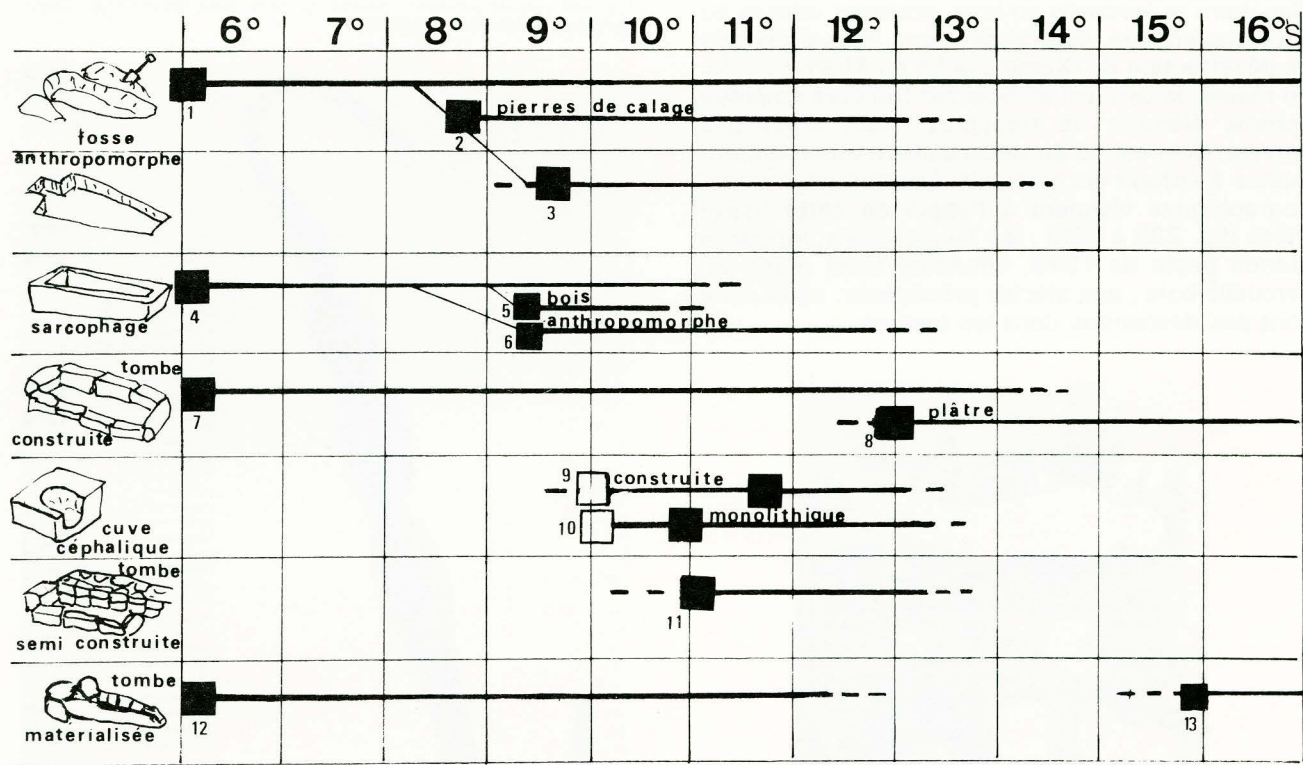 6° 7° 8° 9° 10° 11° 12° 13° 14° 15° 16° S
1
2 pierres de calage
fosse
anthropomorphe
3
sarcophage
4
5 bois
6 anthropomorphe
tombe
construite
7
8 plâtre
9 construite
10 monolithique
cuve
céphalique
tombe
semi construite
11
tombe
matérialisée
12
13